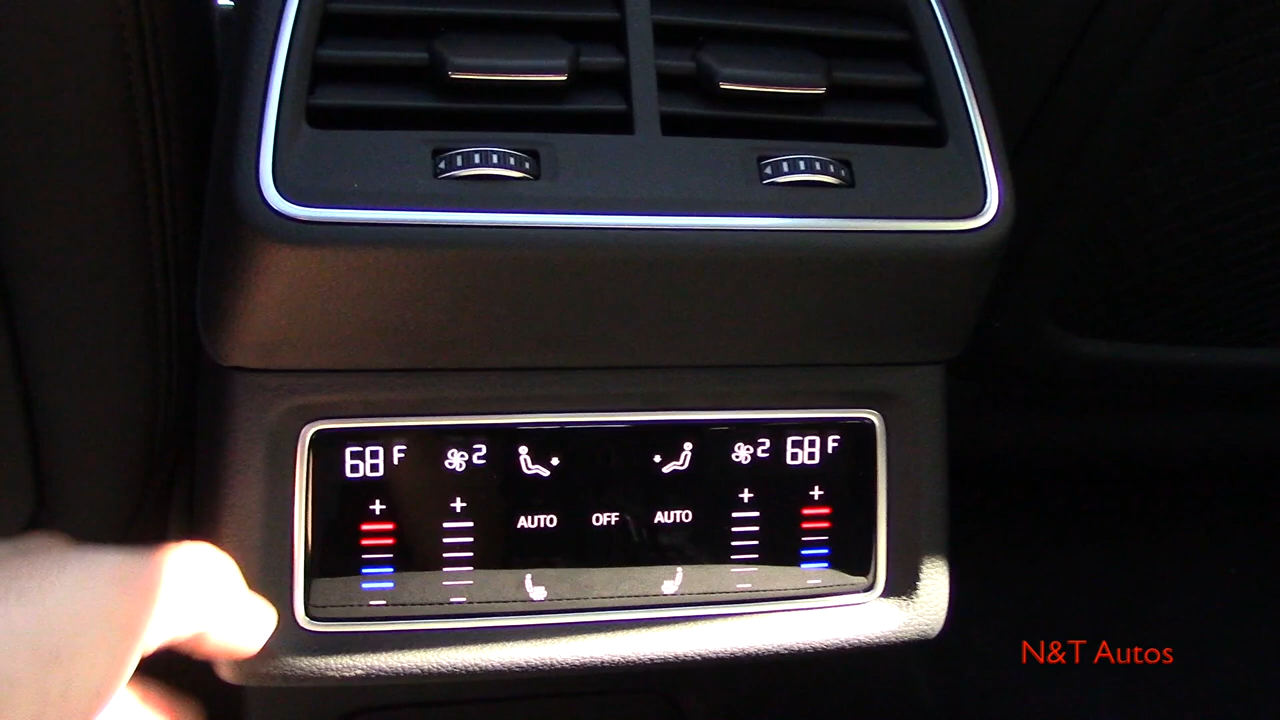 68 F 2 2 68 F
+ + + +
AUTO OFF AUTO
N&T Autos